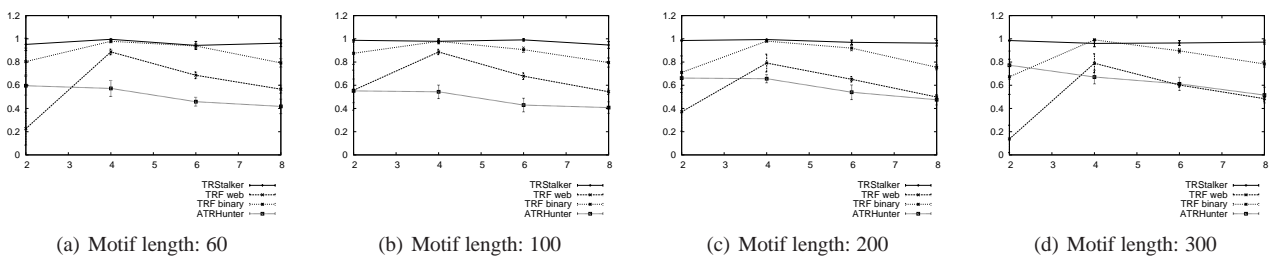 1.2
1
0.8
0.6
0.4
0.2
0
2 3 4 5 6 7 8
TRStalker
TRF web
TRF binary
ATRHunter
(a) Motif length: 60
1.2
1
0.8
0.6
0.4
0.2
0
2 3 4 5 6 7 8
TRStalker
TRF web
TRF binary
ATRHunter
(b) Motif length: 100
1.2
1
0.8
0.6
0.4
0.2
0
2 3 4 5 6 7 8
TRStalker
TRF web
TRF binary
ATRHunter
(c) Motif length: 200
1.2
1
0.8
0.6
0.4
0.2
0
2 3 4 5 6 7 8
TRStalker
TRF web
TRF binary
ATRHunter
(d) Motif length: 300